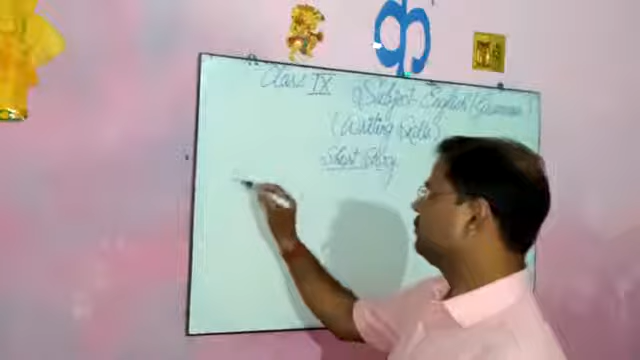 क
Class IX
Subject- English Grammar
(Writing Skills)
Short Story